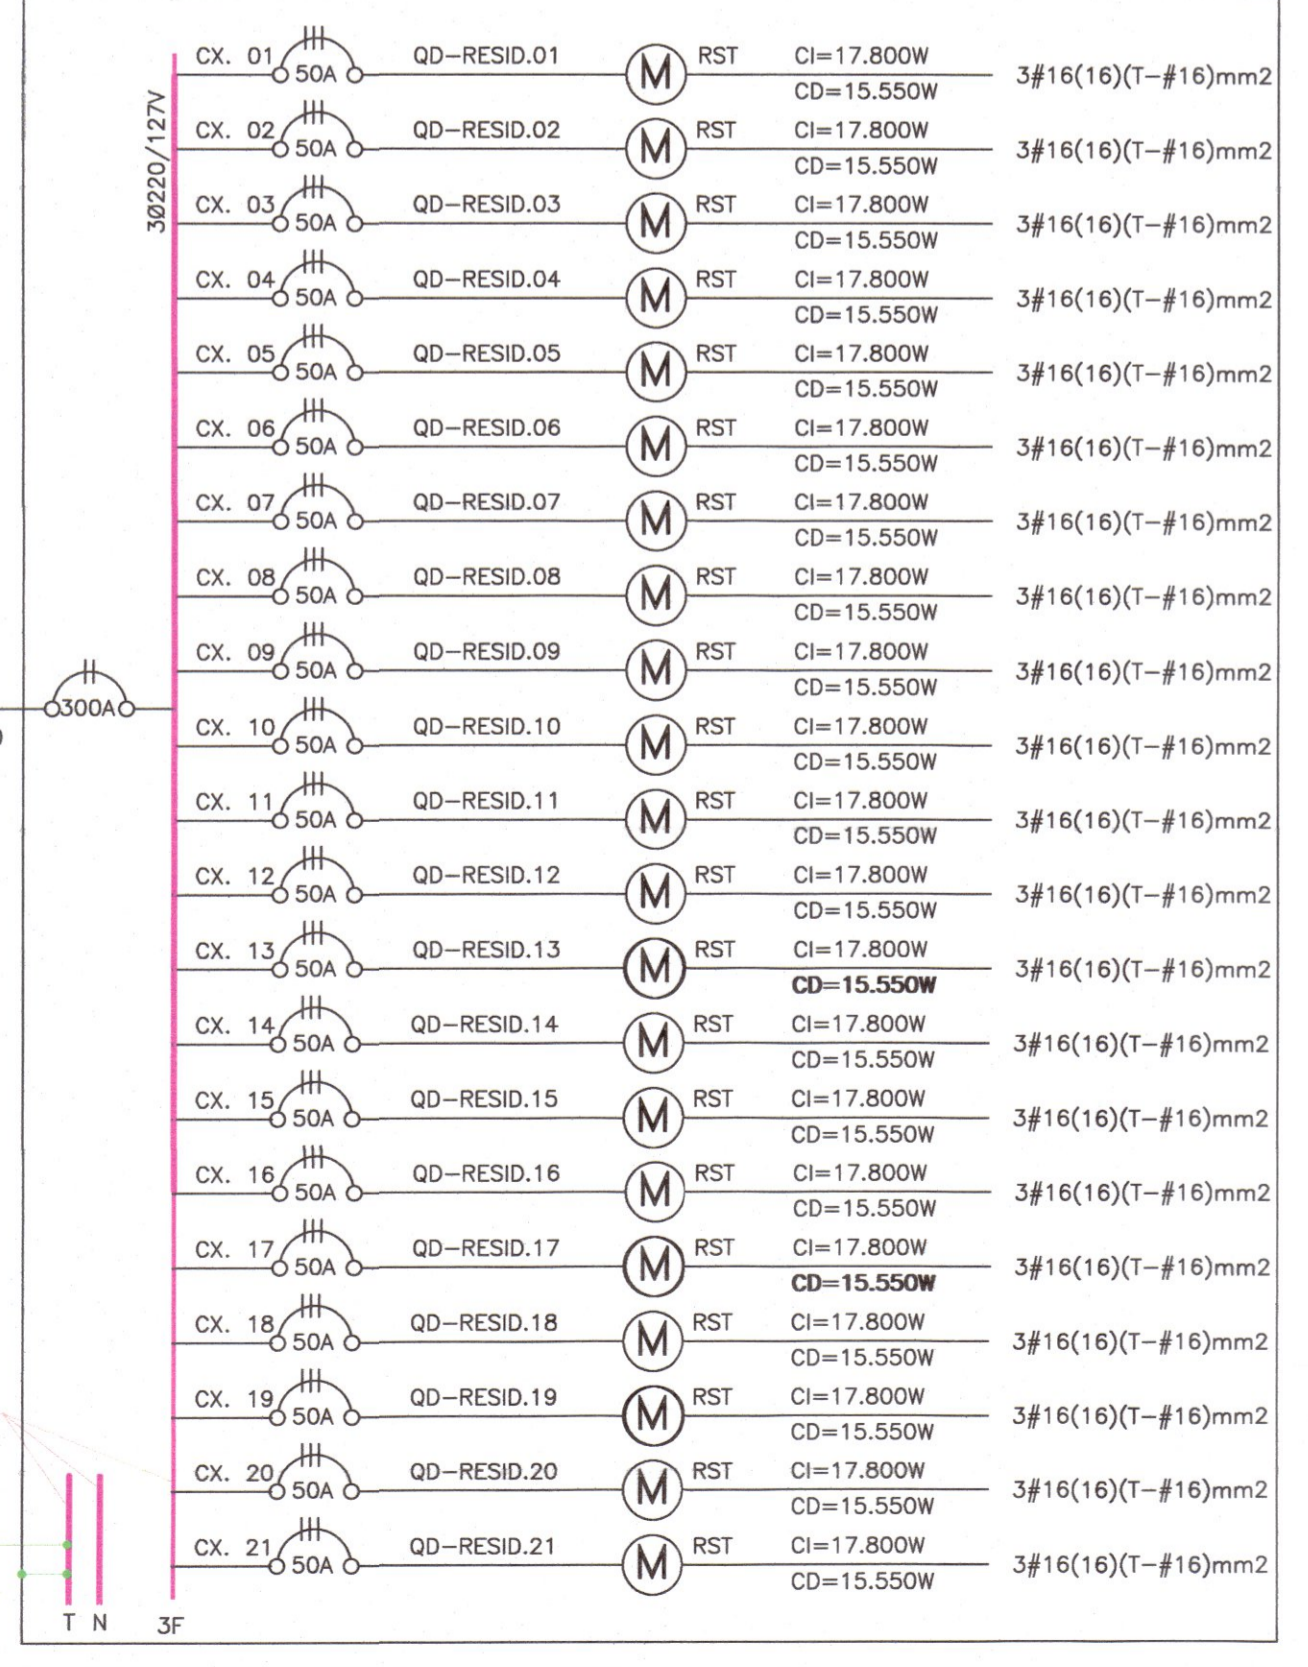 3Ø220/127V
CX. 01 50A QD-RESID.01 M RST CI=17.800W 3#16(16)(T-#16)mm2
CD=15.550W
CX. 02 50A QD-RESID.02 M RST CI=17.800W 3#16(16)(T-#16)mm2
CD=15.550W
CX. 03 50A QD-RESID.03 M RST CI=17.800W 3#16(16)(T-#16)mm2
CD=15.550W
CX. 04 50A QD-RESID.04 M RST CI=17.800W 3#16(16)(T-#16)mm2
CD=15.550W
CX. 05 50A QD-RESID.05 M RST CI=17.800W 3#16(16)(T-#16)mm2
CD=15.550W
CX. 06 50A QD-RESID.06 M RST CI=17.800W 3#16(16)(T-#16)mm2
CD=15.550W
CX. 07 50A QD-RESID.07 M RST CI=17.800W 3#16(16)(T-#16)mm2
CD=15.550W
CX. 08 50A QD-RESID.08 M RST CI=17.800W 3#16(16)(T-#16)mm2
CD=15.550W
CX. 09 50A QD-RESID.09 M RST CI=17.800W 3#16(16)(T-#16)mm2
CD=15.550W
300A
CX. 10 50A QD-RESID.10 M RST CI=17.800W 3#16(16)(T-#16)mm2
CD=15.550W
CX. 11 50A QD-RESID.11 M RST CI=17.800W 3#16(16)(T-#16)mm2
CD=15.550W
CX. 12 50A QD-RESID.12 M RST CI=17.800W 3#16(16)(T-#16)mm2
CD=15.550W
CX. 13 50A QD-RESID.13 M RST CI=17.800W 3#16(16)(T-#16)mm2
CD=15.550W
CX. 14 50A QD-RESID.14 M RST CI=17.800W 3#16(16)(T-#16)mm2
CD=15.550W
CX. 15 50A QD-RESID.15 M RST CI=17.800W 3#16(16)(T-#16)mm2
CD=15.550W
CX. 16 50A QD-RESID.16 M RST CI=17.800W 3#16(16)(T-#16)mm2
CD=15.550W
CX. 17 50A QD-RESID.17 M RST CI=17.800W 3#16(16)(T-#16)mm2
CD=15.550W
CX. 18 50A QD-RESID.18 M RST CI=17.800W 3#16(16)(T-#16)mm2
CD=15.550W
CX. 19 50A QD-RESID.19 M RST CI=17.800W 3#16(16)(T-#16)mm2
CD=15.550W
CX. 20 50A QD-RESID.20 M RST CI=17.800W 3#16(16)(T-#16)mm2
CD=15.550W
CX. 21 50A QD-RESID.21 M RST CI=17.800W 3#16(16)(T-#16)mm2
CD=15.550W
T N 3F